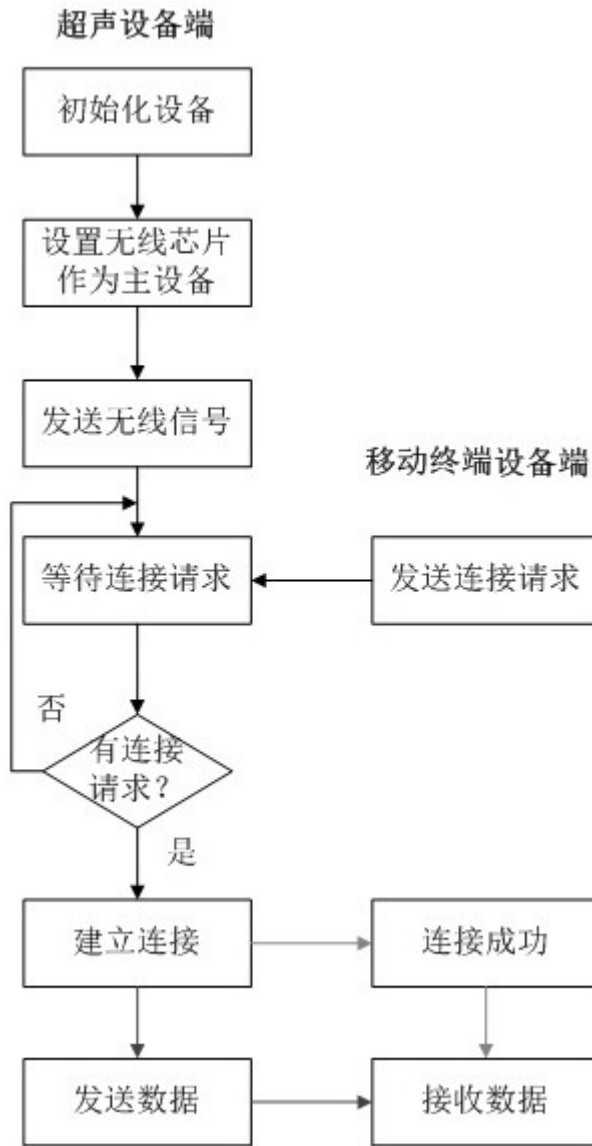 超声设备端
初始化设备
设置无线芯片
作为主设备
发送无线信号
移动终端设备端
等待连接请求
发送连接请求
否
有连接
请求？
是
建立连接
连接成功
发送数据
接收数据